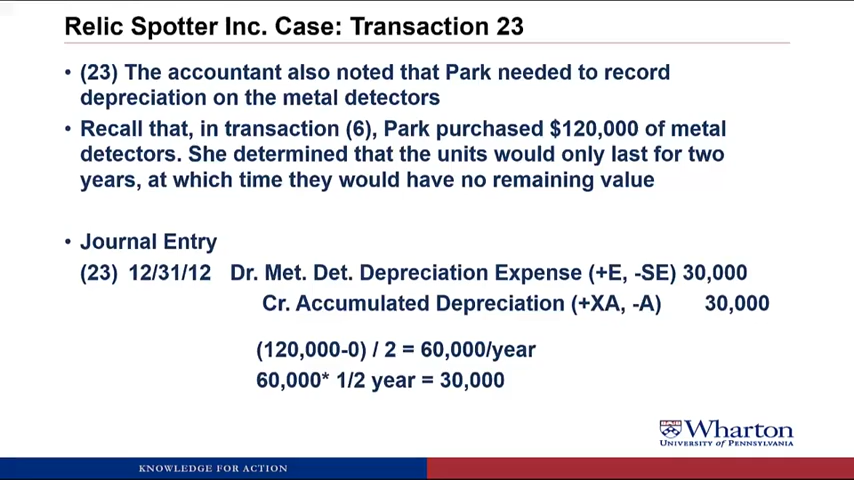 Relic Spotter Inc. Case: Transaction 23
• (23) The accountant also noted that Park needed to record
depreciation on the metal detectors
• Recall that, in transaction (6), Park purchased $120,000 of metal
detectors. She determined that the units would only last for two
years, at which time they would have no remaining value
• Journal Entry
(23) 12/31/12 Dr. Met. Det. Depreciation Expense (+E, -SE) 30,000
Cr. Accumulated Depreciation (+XA, -A) 30,000
(120,000-0) / 2 = 60,000/year
60,000* 1/2 year = 30,000
Wharton
UNIVERSITY OF PENNSYLVANIA
KNOWLEDGE FOR ACTION